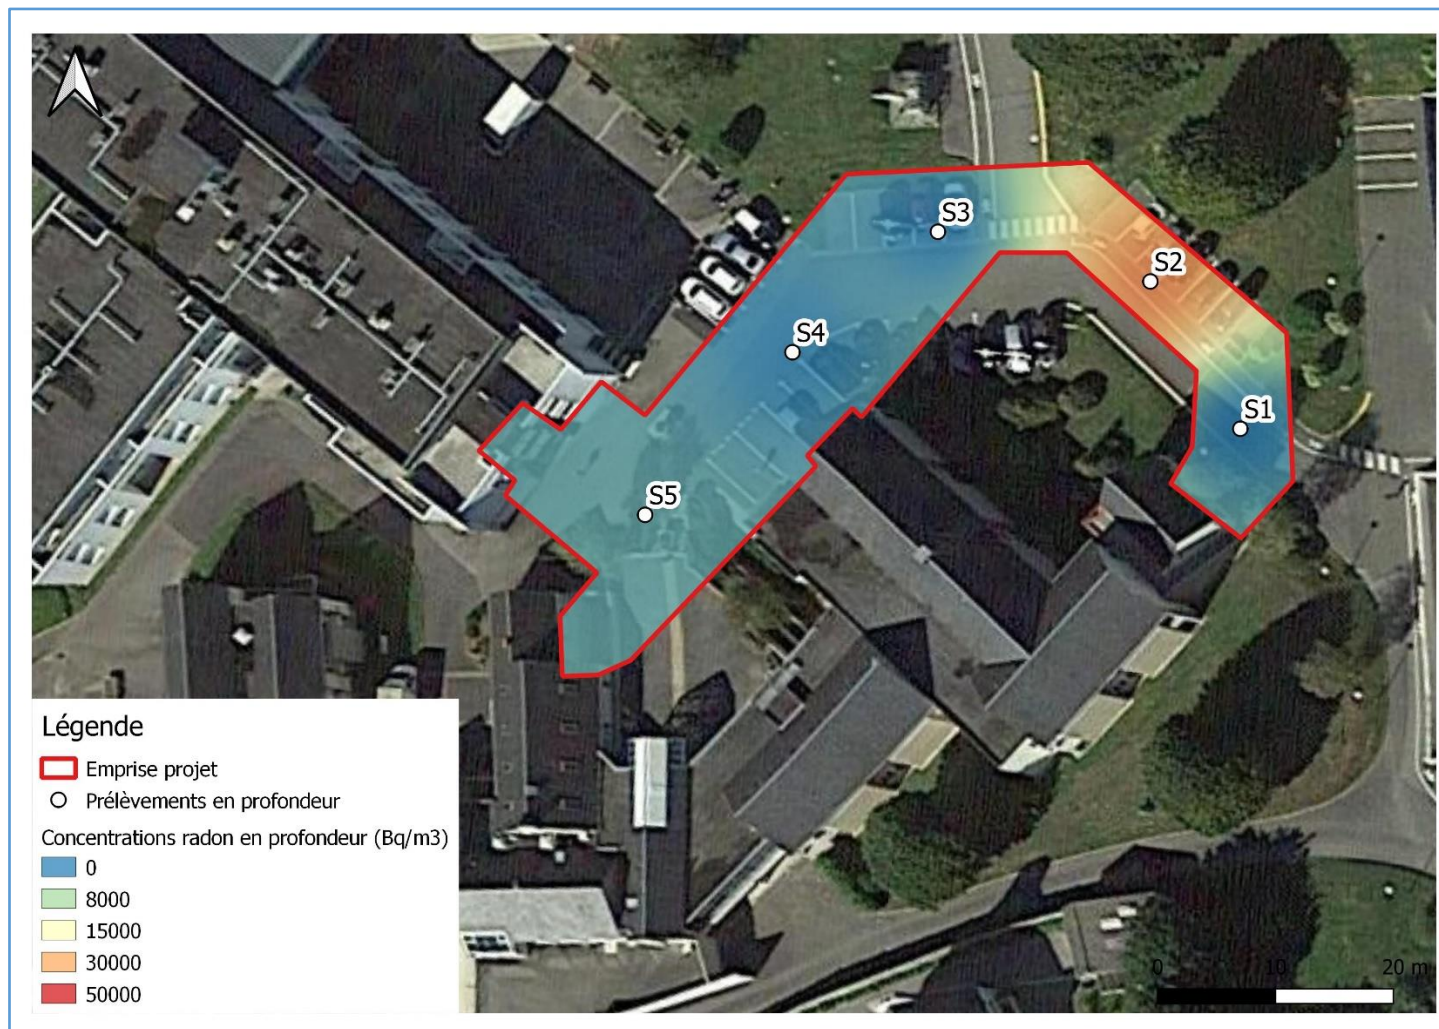 S3
S2
S4
S1
S5
Légende
Emprise projet
Prélèvements en profondeur
Concentrations radon en profondeur (Bq/m3)
0
8000
15000
30000
50000
0 10 20 m